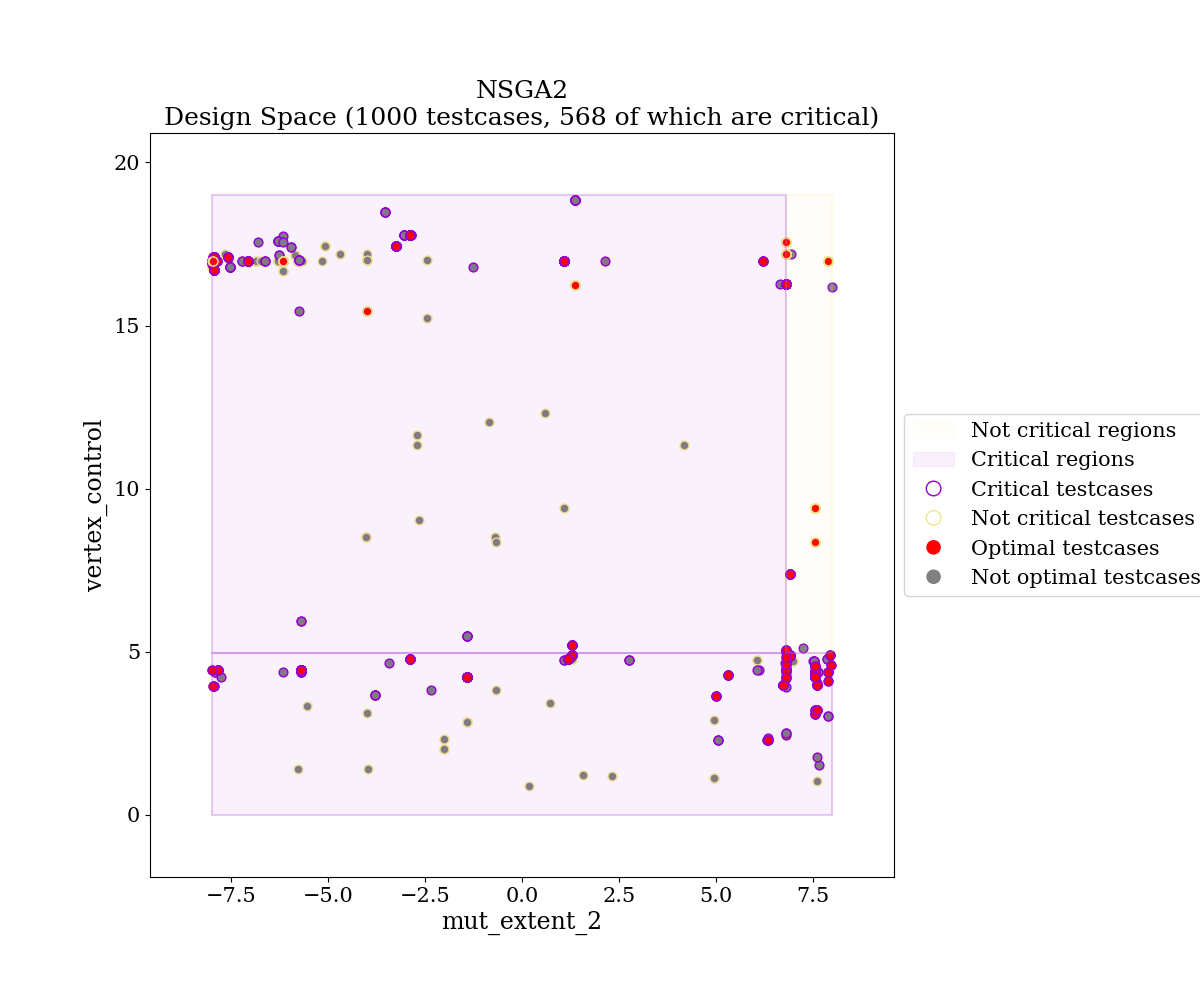 NSGA2
Design Space (1000 testcases, 568 of which are critical)
20
15
10
5
0
vertex_control
−7.5
−5.0
−2.5
0.0
2.5
5.0
7.5
mut_extent_2
Not critical regions
Critical regions
Critical testcases
Not critical testcases
Optimal testcases
Not optimal testcases